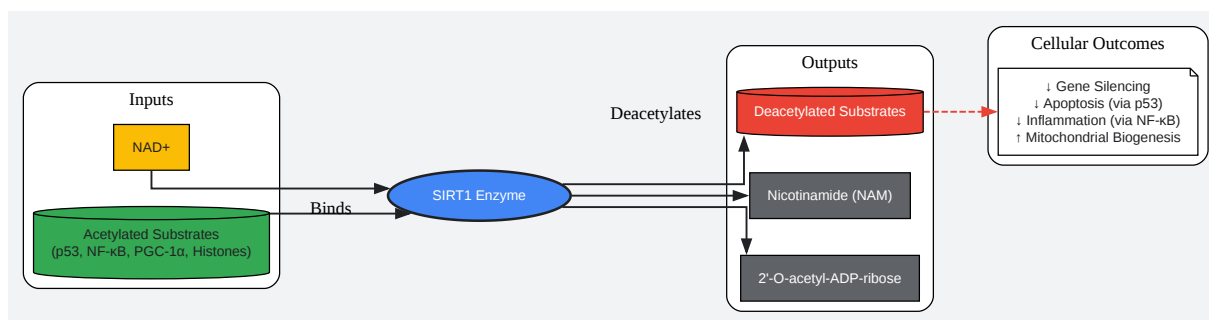 Inputs
NAD+
Acetylated Substrates
(p53, NF-κB, PGC-1α, Histones)
Binds
SIRT1 Enzyme
Deacetylates
Outputs
Deacetylated Substrates
Nicotinamide (NAM)
2'-O-acetyl-ADP-ribose
Cellular Outcomes
↓ Gene Silencing
↓ Apoptosis (via p53)
↓ Inflammation (via NF-κB)
↑ Mitochondrial Biogenesis